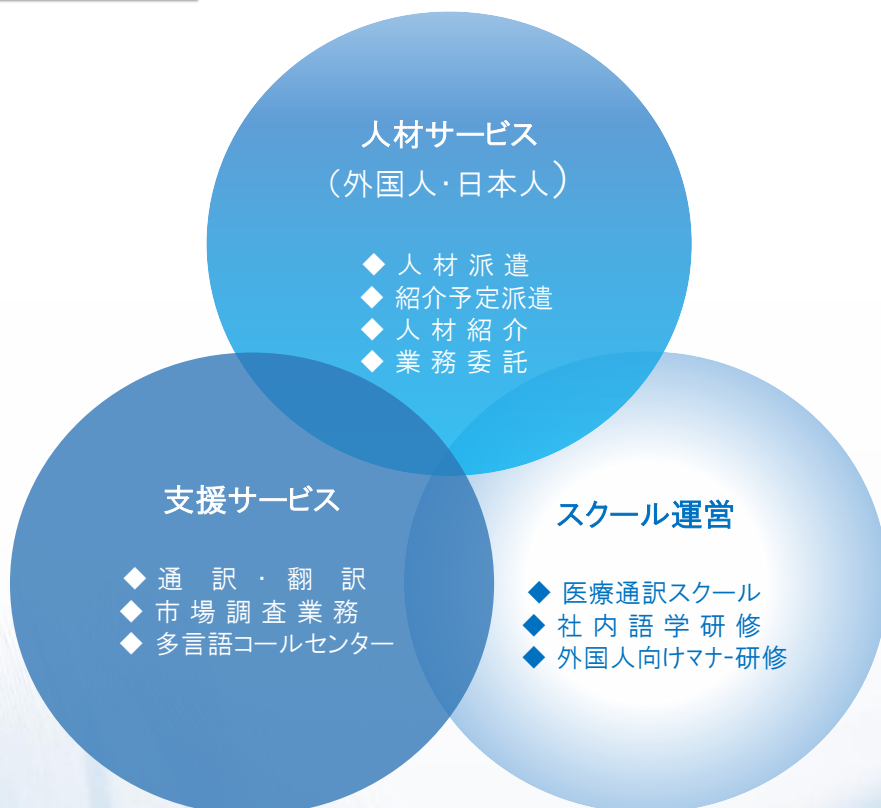 人材サービス
（外国人・日本人）
◆ 人 材 派 遣
◆ 紹介予定派遣
◆ 人 材 紹 介
◆ 業 務 委 託
支援サービス
◆ 通 訳 ・ 翻 訳
◆ 市 場 調 査 業 務
◆ 多言語コールセンター
スクール運営
◆ 医療通訳スクール
◆ 社 内 語 学 研 修
◆ 外国人向けマナー研修